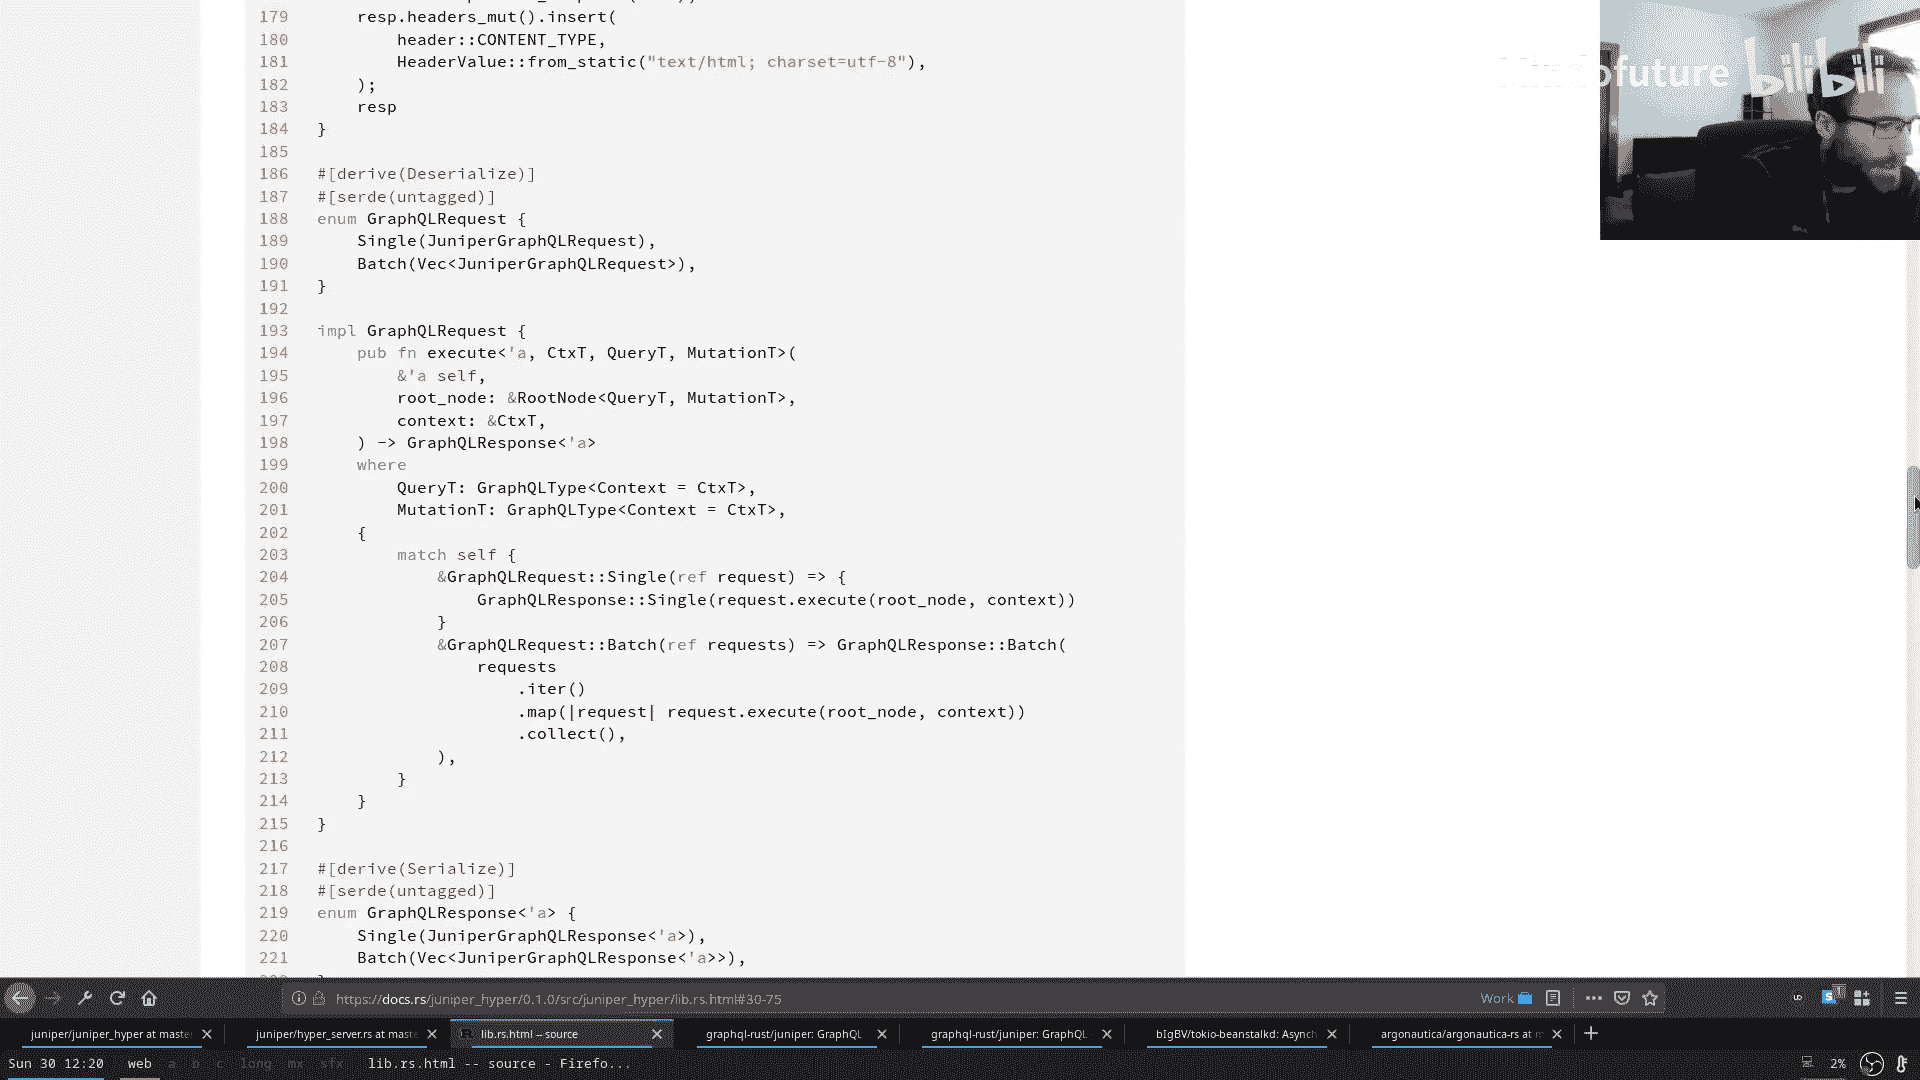 179 resp.headers_mut().insert(
180 header::CONTENT_TYPE,
181 HeaderValue::from_static("text/html; charset=utf-8"),
182 );
183 resp
184 }
185
186 #[derive(Deserialize)]
187 #[serde(untagged)]
188 enum GraphQLRequest {
189 Single(JuniperGraphQLRequest),
190 Batch(Vec<JuniperGraphQLRequest>),
191 }
192
193 impl GraphQLRequest {
194 pub fn execute<'a, CtxT, QueryT, MutationT>(
195 &'a self,
196 root_node: &RootNode<QueryT, MutationT>,
197 context: &CtxT,
198 ) -> GraphQLResponse<'a>
199 where
200 QueryT: GraphQLType<Context = CtxT>,
201 MutationT: GraphQLType<Context = CtxT>,
202 {
203 match self {
204 &GraphQLRequest::Single(ref request) => {
205 GraphQLResponse::Single(request.execute(root_node, context))
206 }
207 &GraphQLRequest::Batch(ref requests) => GraphQLResponse::Batch(
208 requests
209 .iter()
210 .map(|request| request.execute(root_node, context))
211 .collect(),
212 ),
213 }
214 }
215 }
216
217 #[derive(Serialize)]
218 #[serde(untagged)]
219 enum GraphQLResponse<'a> {
220 Single(JuniperGraphQLResponse<'a>),
221 Batch(Vec<JuniperGraphQLResponse<'a>>),
bilibili
https://docs.rs/juniper_hyper/0.1.0/src/juniper_hyper/lib.rs.html#30-75
Work
juniper/juniper_hyper at maste
juniper/hyper_server.rs at mast
lib.rs.html -- source
graphql-rust/juniper: GraphQL
graphql-rust/juniper: GraphQL
bIgBV/tokio-beanstalkd: Asynch
argonautica/argonautica-rs at m
Sun 30 12:20 web a b c long mx sfx lib.rs.html -- source - Firefo... 2%